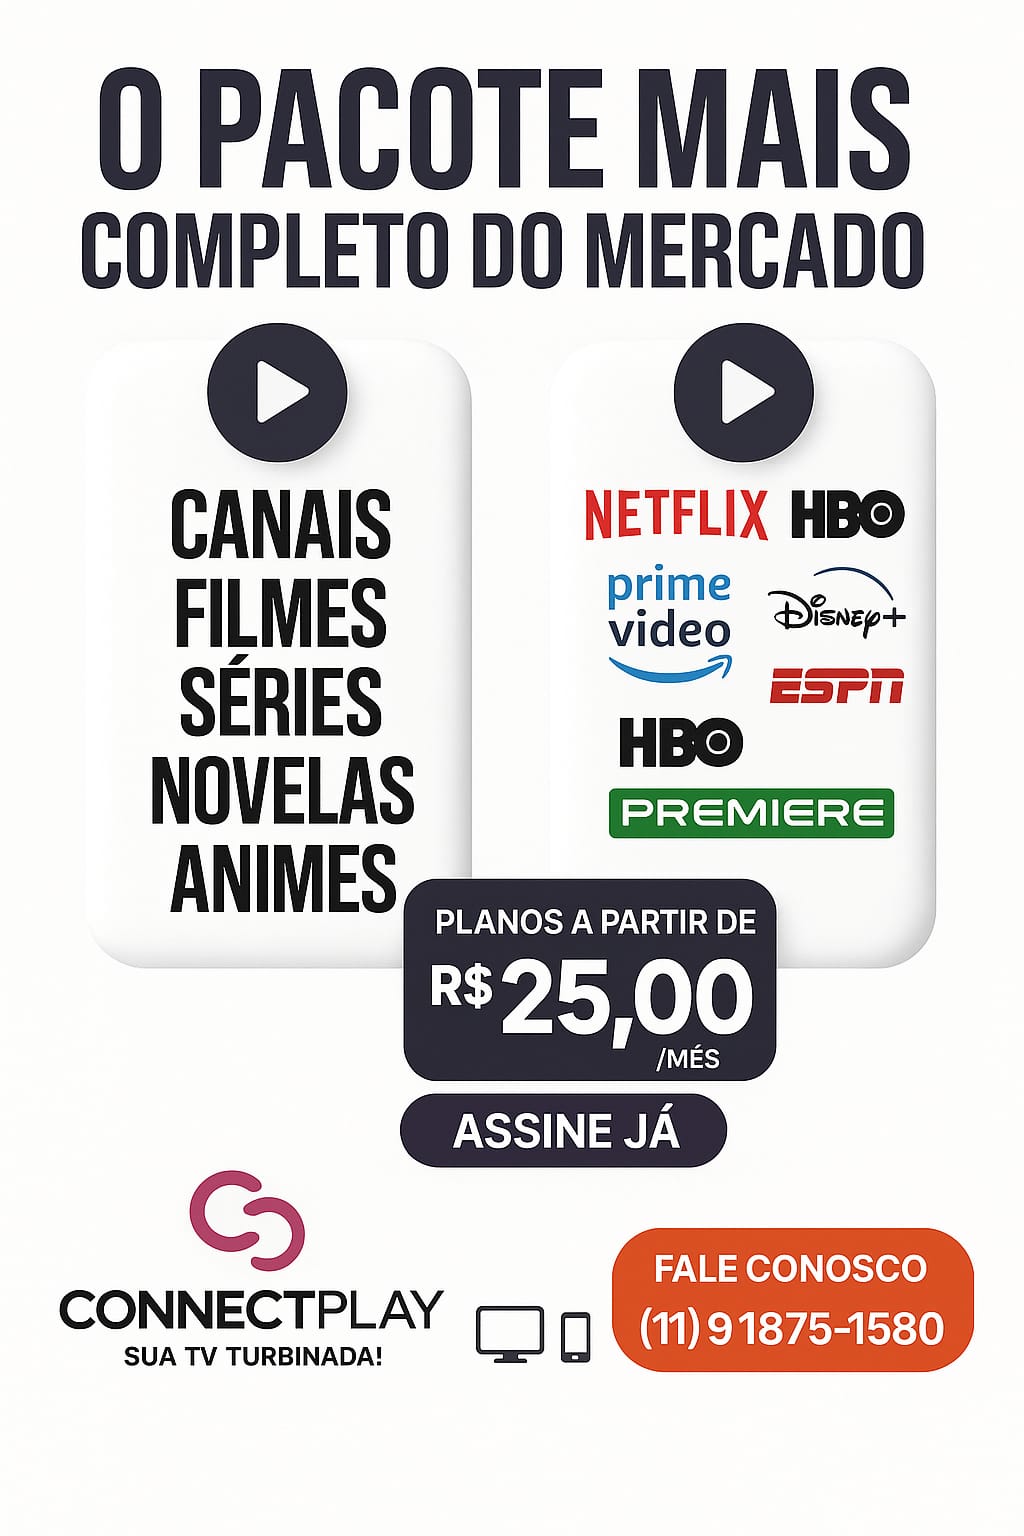 O PACOTE MAIS
COMPLETO DO MERCADO
CANAIS
FILMES
SÉRIES
NOVELAS
ANIMES
NETFLIX HBO
prime video
Disney+
ESPN
HBO
PREMIERE
PLANOS A PARTIR DE
R$ 25,00
/MÉS
ASSINE JÁ
CONNECTPLAY
SUA TV TURBINADA!
FALE CONOSCO
(11) 91875-1580